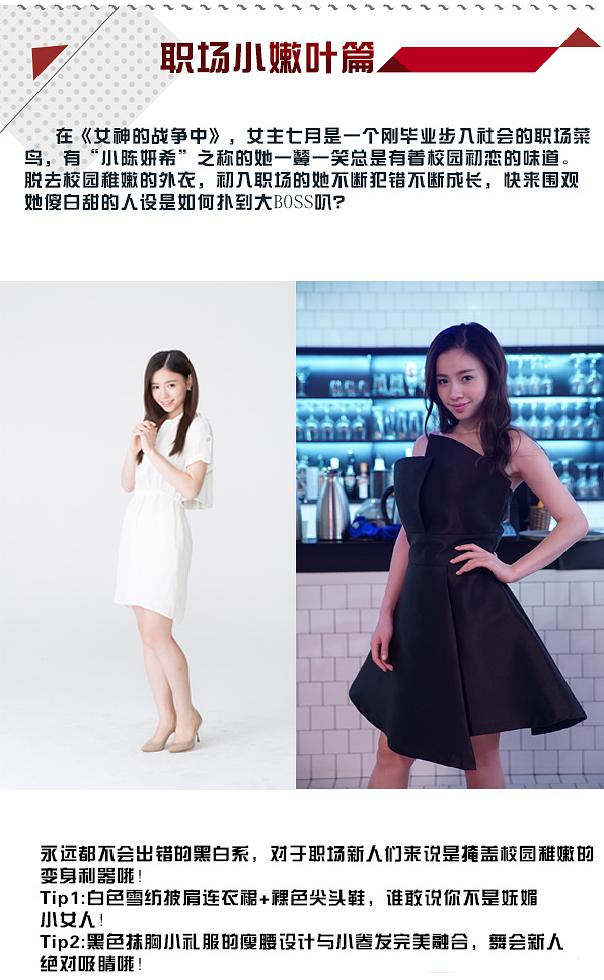 职场小嫩叶篇
在《女神的战争中》，女主七月是一个刚毕业步入社会的职场菜
鸟，有“小陈妍希”之称的她一颦一笑总是有着校园初恋的味道。
脱去校园稚嫩的外衣，初入职场的她不断犯错不断成长，快来围观
她傻白甜的人设是如何扑到大BOSS叭？
永远都不会出错的黑白系，对于职场新人们来说是掩盖校园稚嫩的
变身利器哦！
Tip1:白色雪纺披肩连衣裙+裸色尖头鞋，谁敢说你不是妩媚
小女人！
Tip2:黑色抹胸小礼服的瘦腰设计与小卷发完美融合，舞会新人
绝对吸睛哦！